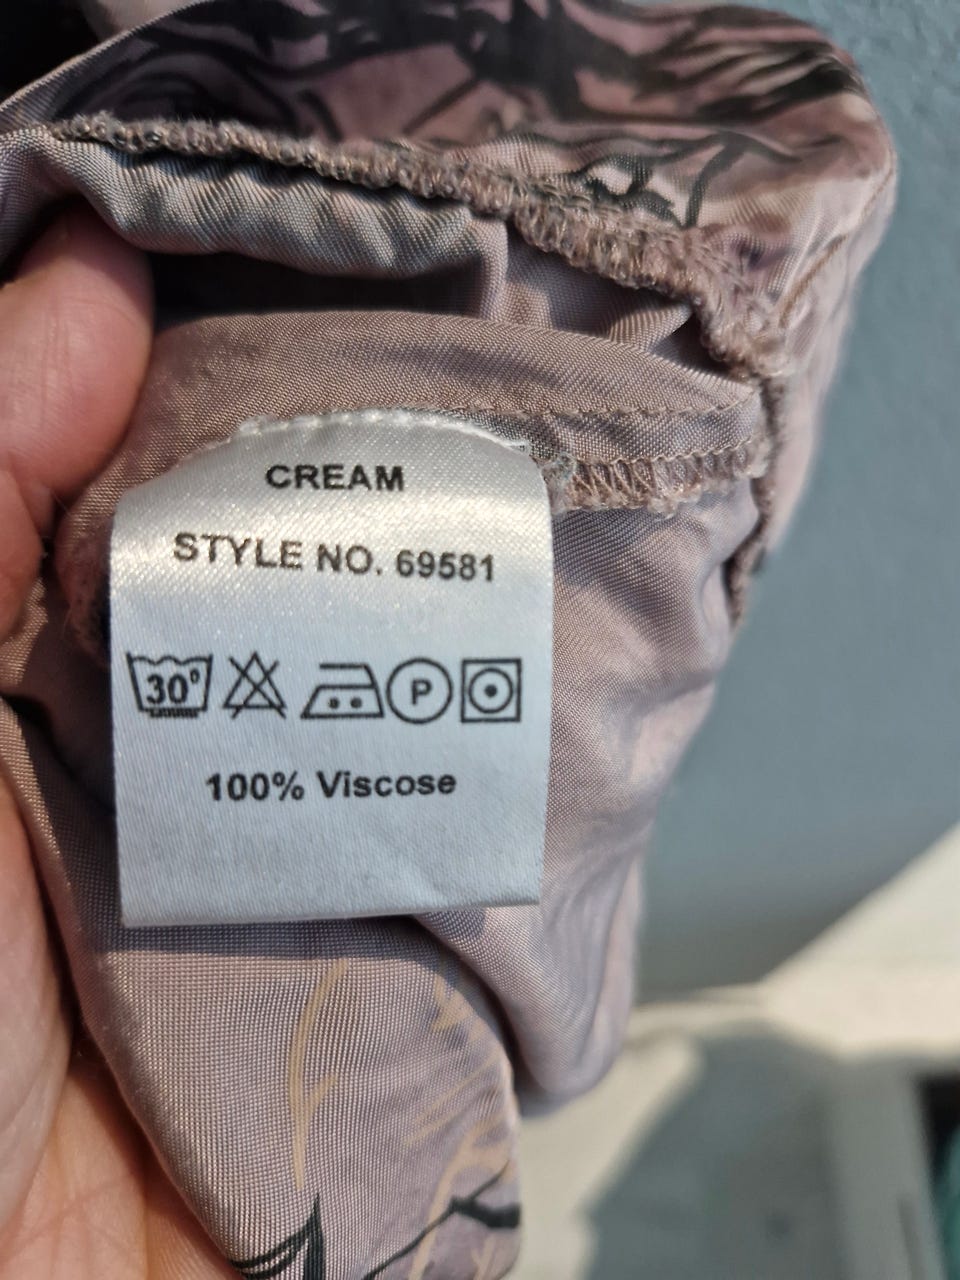 CREAM
STYLE NO. 69581
30° P
100% Viscose